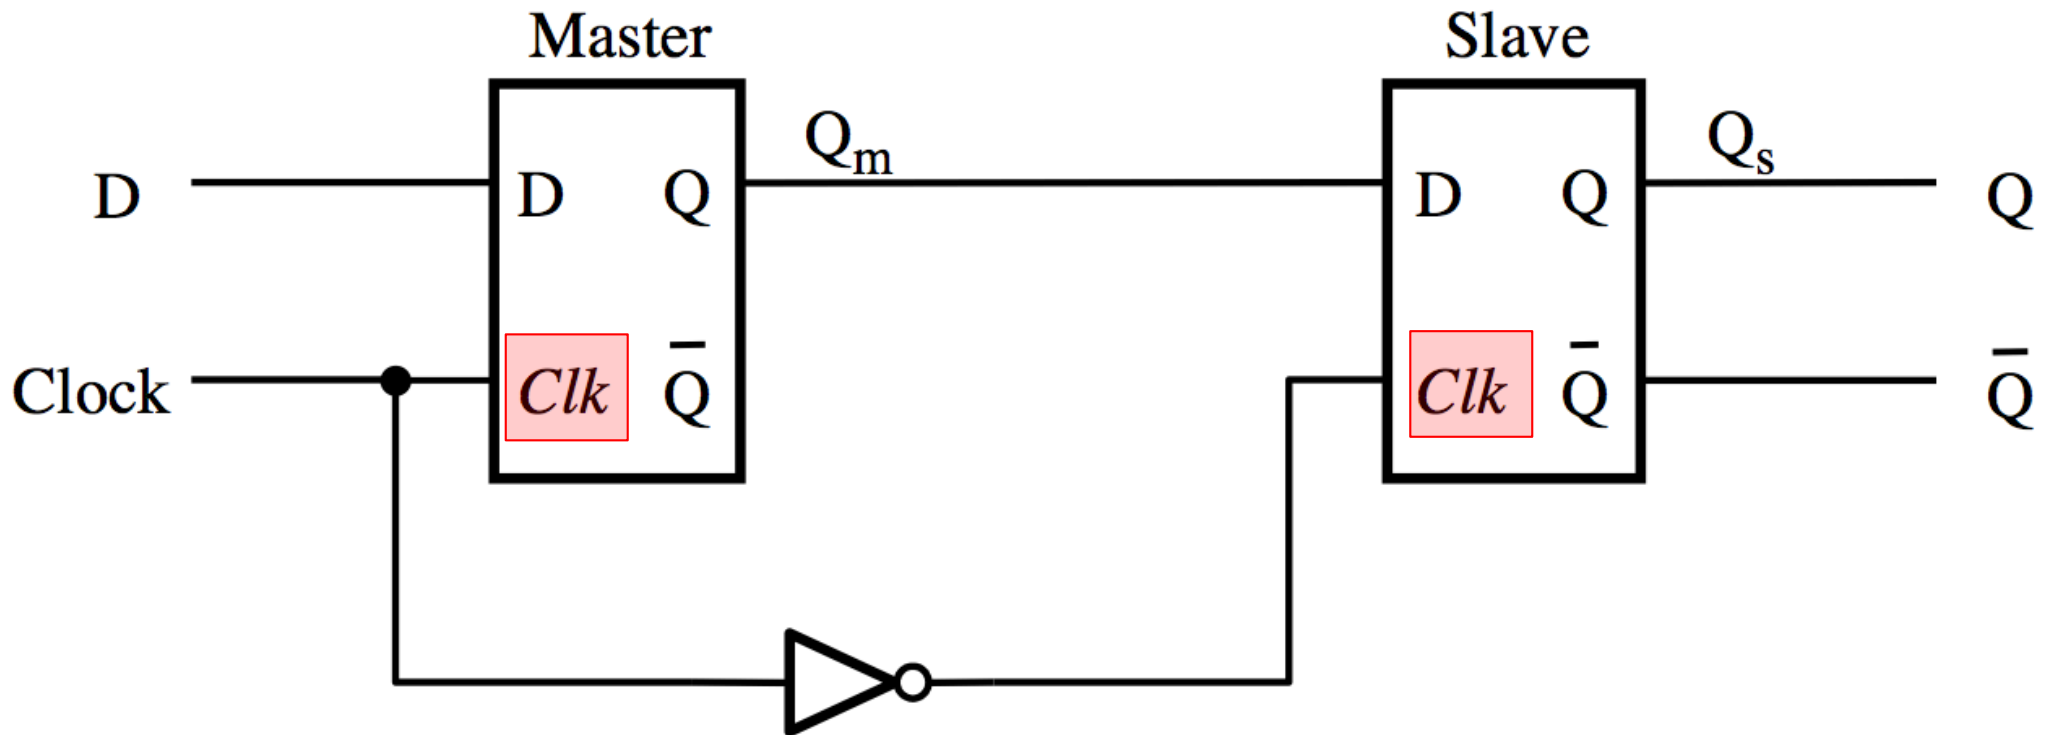 Master
Slave
Qm
Qs
D
D Q
D Q
Q
Clock
Clk Q̅
Clk Q̅
Q̅